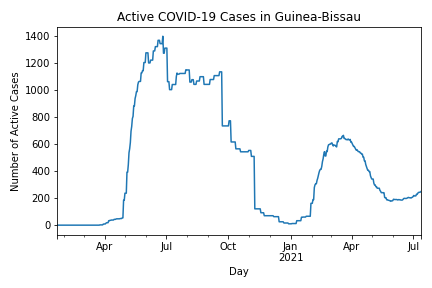 Active COVID-19 Cases in Guinea-Bissau
Number of Active Cases
1400
1200
1000
800
600
400
200
0
Apr
Jul
Oct
Jan
2021
Apr
Jul
Day